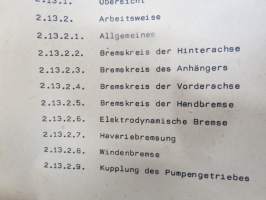 2.13.1. Übersicht
2.13.2. Arbeitsweise
2.13.2.1. Allgemeines
2.13.2.2. Bremskreis der Hinterachse
2.13.2.3. Bremskreis des Anhängers
2.13.2.4. Bremskreis der Vorderachse
2.13.2.5. Bremskreis der Handbremse
2.13.2.6. Elektrodynamische Bremse
2.13.2.7. Havariebremsung
2.13.2.8. Windenbremse
2.13.2.9. Kupplung des Pumpengetriebes